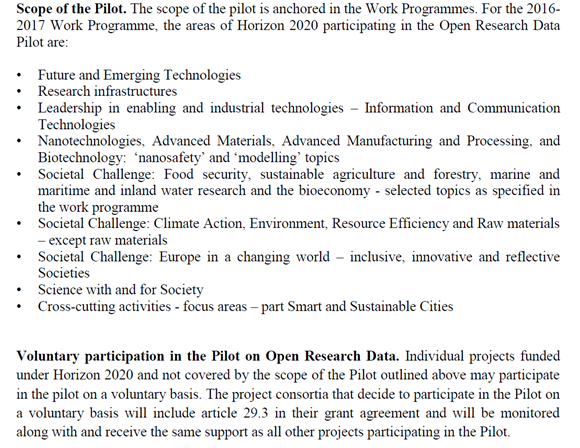 Scope of the Pilot. The scope of the pilot is anchored in the Work Programmes. For the 2016-
2017 Work Programme, the areas of Horizon 2020 participating in the Open Research Data
Pilot are:
• Future and Emerging Technologies
• Research infrastructures
• Leadership in enabling and industrial technologies – Information and Communication
Technologies
• Nanotechnologies, Advanced Materials, Advanced Manufacturing and Processing, and
Biotechnology: ‘nanosafety’ and ‘modelling’ topics
• Societal Challenge: Food security, sustainable agriculture and forestry, marine and
maritime and inland water research and the bioeconomy - selected topics as specified in
the work programme
• Societal Challenge: Climate Action, Environment, Resource Efficiency and Raw materials
– except raw materials
• Societal Challenge: Europe in a changing world – inclusive, innovative and reflective
Societies
• Science with and for Society
• Cross-cutting activities - focus areas – part Smart and Sustainable Cities
Voluntary participation in the Pilot on Open Research Data. Individual projects funded
under Horizon 2020 and not covered by the scope of the Pilot outlined above may participate
in the pilot on a voluntary basis. The project consortia that decide to participate in the Pilot on
a voluntary basis will include article 29.3 in their grant agreement and will be monitored
along with and receive the same support as all other projects participating in the Pilot.